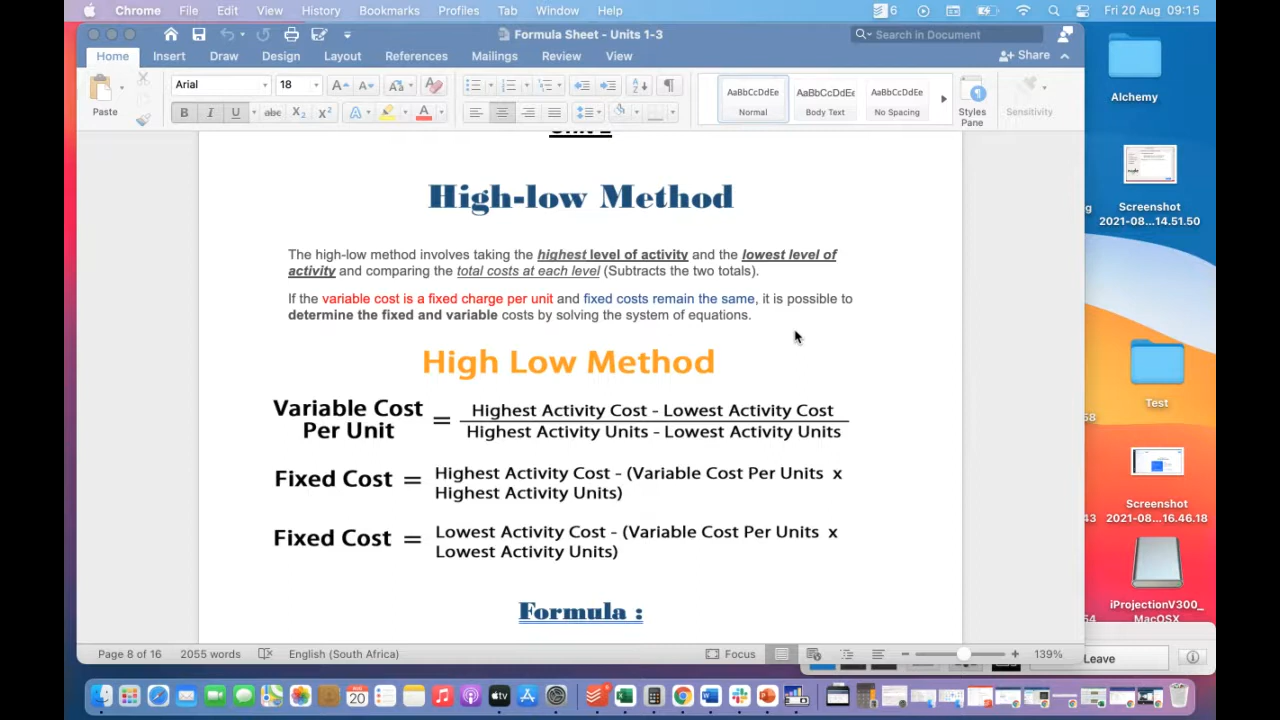 Chrome File Edit View History Bookmarks Profiles Tab Window Help 6 Fri 20 Aug 09:15
Formula Sheet - Units 1-3
Search in Document
Home Insert Draw Design Layout References Mailings Review View
Share
Paste
Arial
18
AaBbCcDdEe AaBbCcDdEe AaBbCcDdEe
Normal Body Text No Spacing
Styles
Pane
Sensitivity
High-low Method
The high-low method involves taking the highest level of activity and the lowest level of
activity and comparing the total costs at each level (Subtracts the two totals).
If the variable cost is a fixed charge per unit and fixed costs remain the same, it is possible to
determine the fixed and variable costs by solving the system of equations.
High Low Method
Variable Cost
Per Unit
=
Highest Activity Cost - Lowest Activity Cost
Highest Activity Units - Lowest Activity Units
Fixed Cost = Highest Activity Cost - (Variable Cost Per Units x
Highest Activity Units)
Fixed Cost = Lowest Activity Cost - (Variable Cost Per Units x
Lowest Activity Units)
Formula :
Page 8 of 16 2055 words English (South Africa) Focus 139%
Alchemy
Screenshot
2021-08...14.51.50
Test
Screenshot
2021-08...16.46.18
iProjectionV300_
MacOSX
Leave